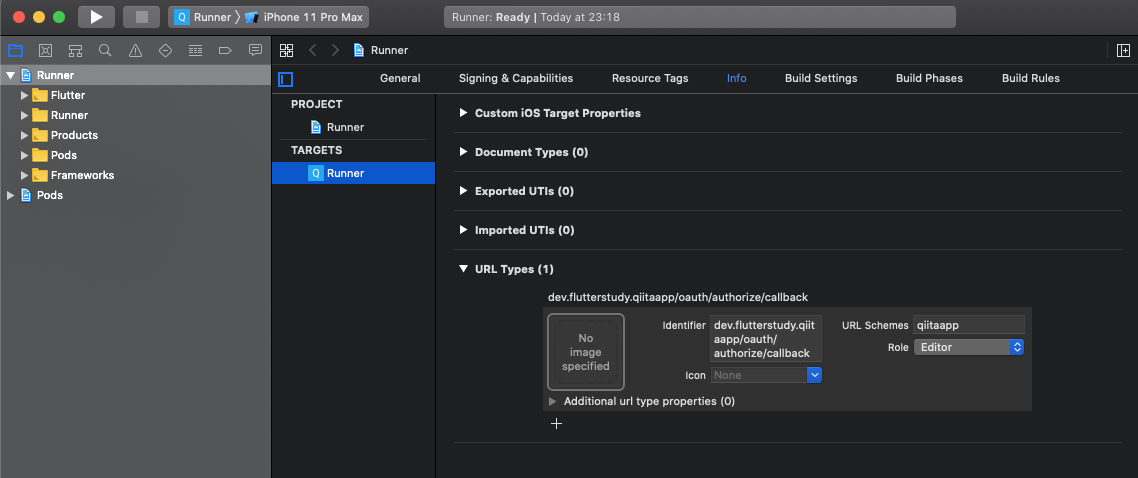 Runner 〉 iPhone 11 Pro Max
Runner: Ready | Today at 23:18
Runner
Runner
Flutter
Runner
Products
Pods
Frameworks
Pods
General
Signing & Capabilities
Resource Tags
Info
Build Settings
Build Phases
Build Rules
PROJECT
Runner
TARGETS
Q Runner
Custom iOS Target Properties
Document Types (0)
Exported UTIs (0)
Imported UTIs (0)
URL Types (1)
dev.flutterstudy.qiitaapp/oauth/authorize/callback
No
image
specified
Identifier
dev.flutterstudy.qiit
aapp/oauth/
authorize/callback
Icon
None
URL Schemes
qiitaapp
Role
Editor
Additional url type properties (0)